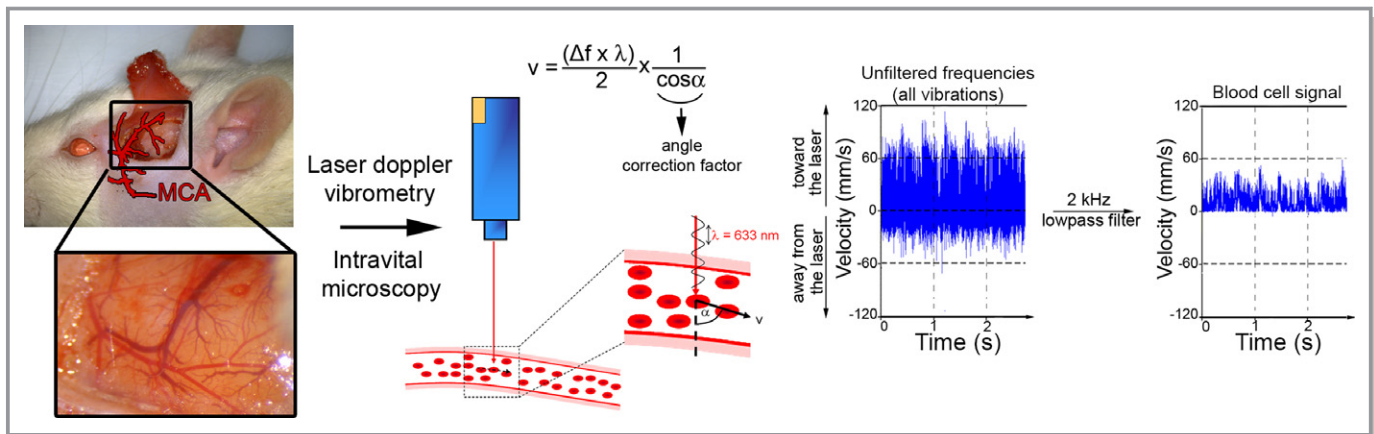 MCA
Laser doppler
vibrometry
Intravital
microscopy
v = (Δf x λ) / 2 x 1 / cosα
angle
correction factor
λ = 633 nm
α
v
Unfiltered frequencies
(all vibrations)
toward
the laser
away from
the laser
Velocity (mm/s)
120
60
0
-60
-120
0 1 2
Time (s)
2 kHz
lowpass filter
Blood cell signal
Velocity (mm/s)
120
60
0
-60
-120
0 1 2
Time (s)